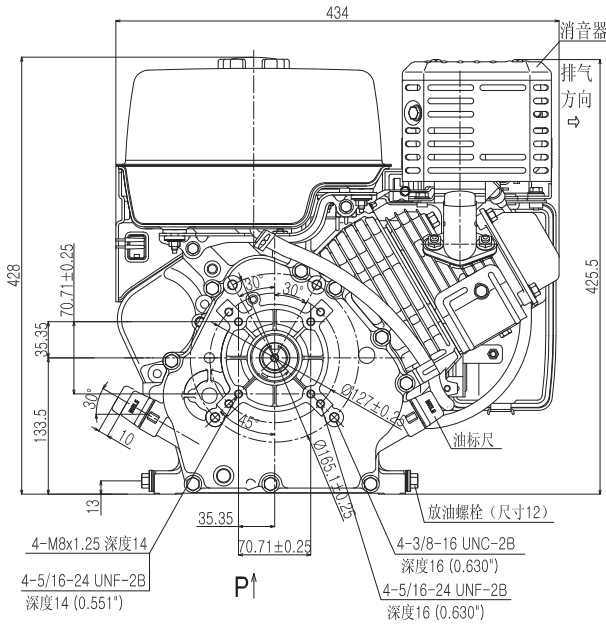 434
消音器
排气
方向
428
425.5
70.71±0.25
35.35
133.5
30°
30°
30°
10
45°
Ø127±0.25
Ø165.1±0.25
油标尺
13
35.35
70.71±0.25
放油螺栓（尺寸12）
4-M8x1.25 深度14
4-5/16-24 UNF-2B
深度14 (0.551")
P
4-3/8-16 UNC-2B
深度16 (0.630")
4-5/16-24 UNF-2B
深度16 (0.630")